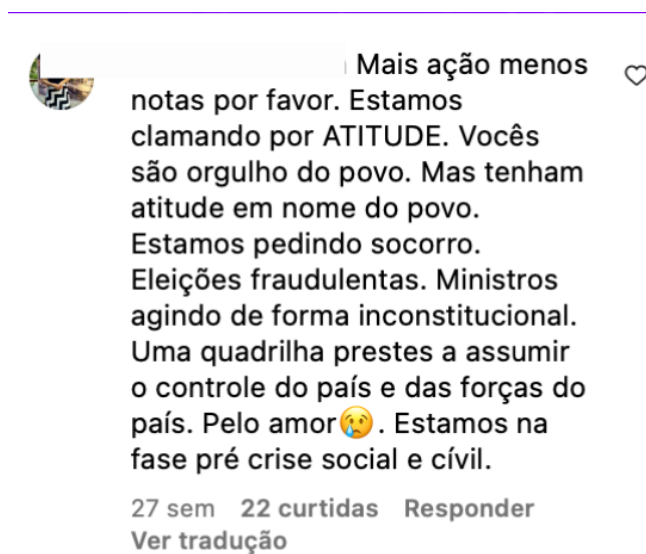 Mais ação menos
notas por favor. Estamos
clamando por ATITUDE. Vocês
são orgulho do povo. Mas tenham
atitude em nome do povo.
Estamos pedindo socorro.
Eleições fraudulentas. Ministros
agindo de forma inconstitucional.
Uma quadrilha prestes a assumir
o controle do país e das forças do
país. Pelo amor😢. Estamos na
fase pré crise social e cívil.
27 sem 22 curtidas Responder
Ver tradução